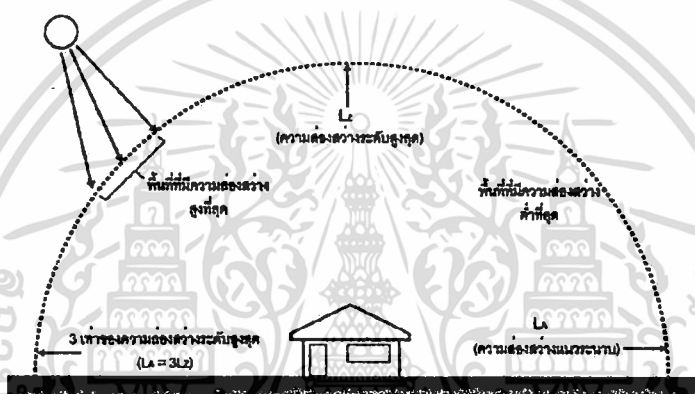 Lz
(ความส่องสว่างระดับสูงสุด)
พื้นที่ที่มีความส่องสว่าง
สูงที่สุด
พื้นที่ที่มีความส่องสว่าง
ต่ำที่สุด
3 เท่าของความส่องสว่างระดับสูงสุด
(LA = 3LZ)
LA
(ความส่องสว่างแนวระนาบ)